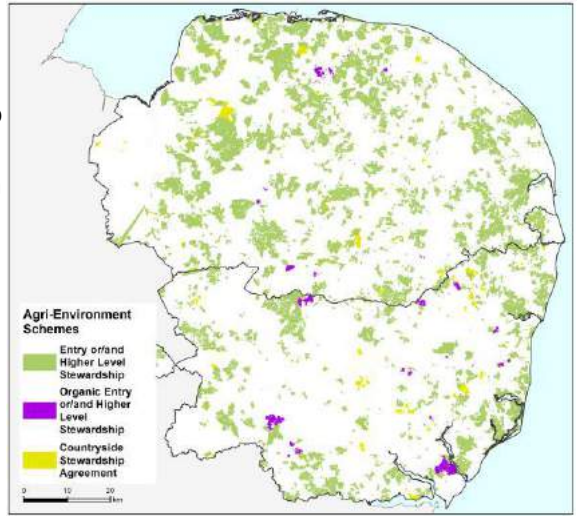 Agri-Environment
Schemes
Entry or/and
Higher Level
Stewardship
Organic Entry
or/and Higher
Level
Stewardship
Countryside
Stewardship
Agreement
0 10 20
km